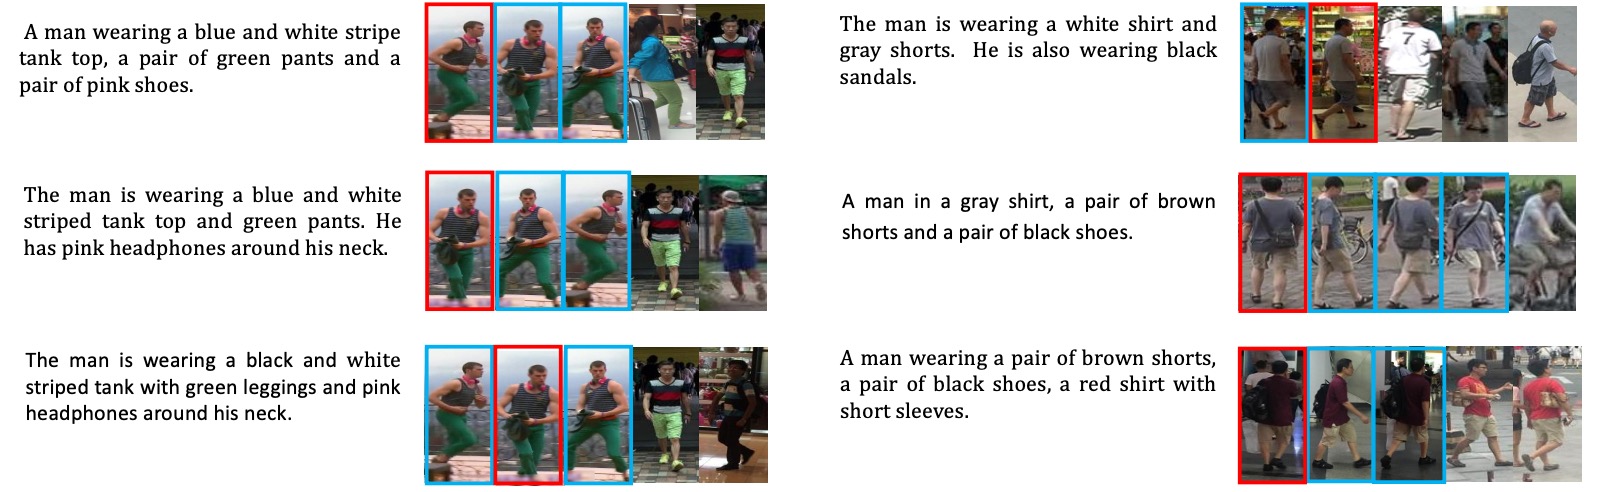 A man wearing a blue and white stripe
tank top, a pair of green pants and a
pair of pink shoes.
The man is wearing a blue and white
striped tank top and green pants. He
has pink headphones around his neck.
The man is wearing a black and white
striped tank with green leggings and pink
headphones around his neck.
The man is wearing a white shirt and
gray shorts. He is also wearing black
sandals.
7
A man in a gray shirt, a pair of brown
shorts and a pair of black shoes.
A man wearing a pair of brown shorts,
a pair of black shoes, a red shirt with
short sleeves.